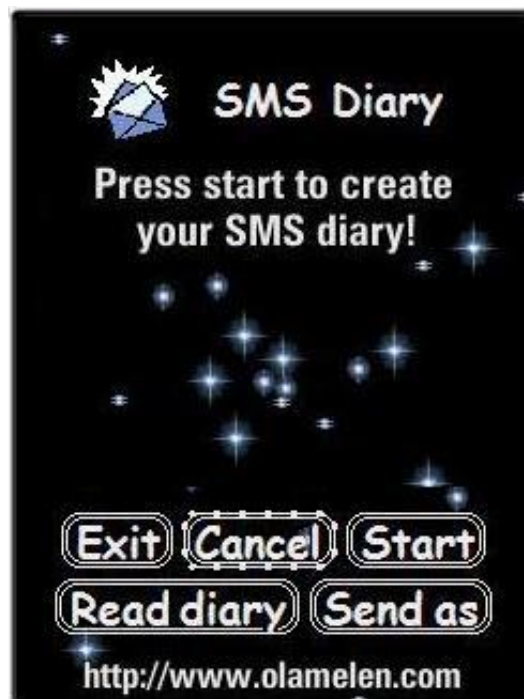 SMS Diary
Press start to create
your SMS diary!
Exit Cancel Start
Read diary Send as
http://www.olamelen.com